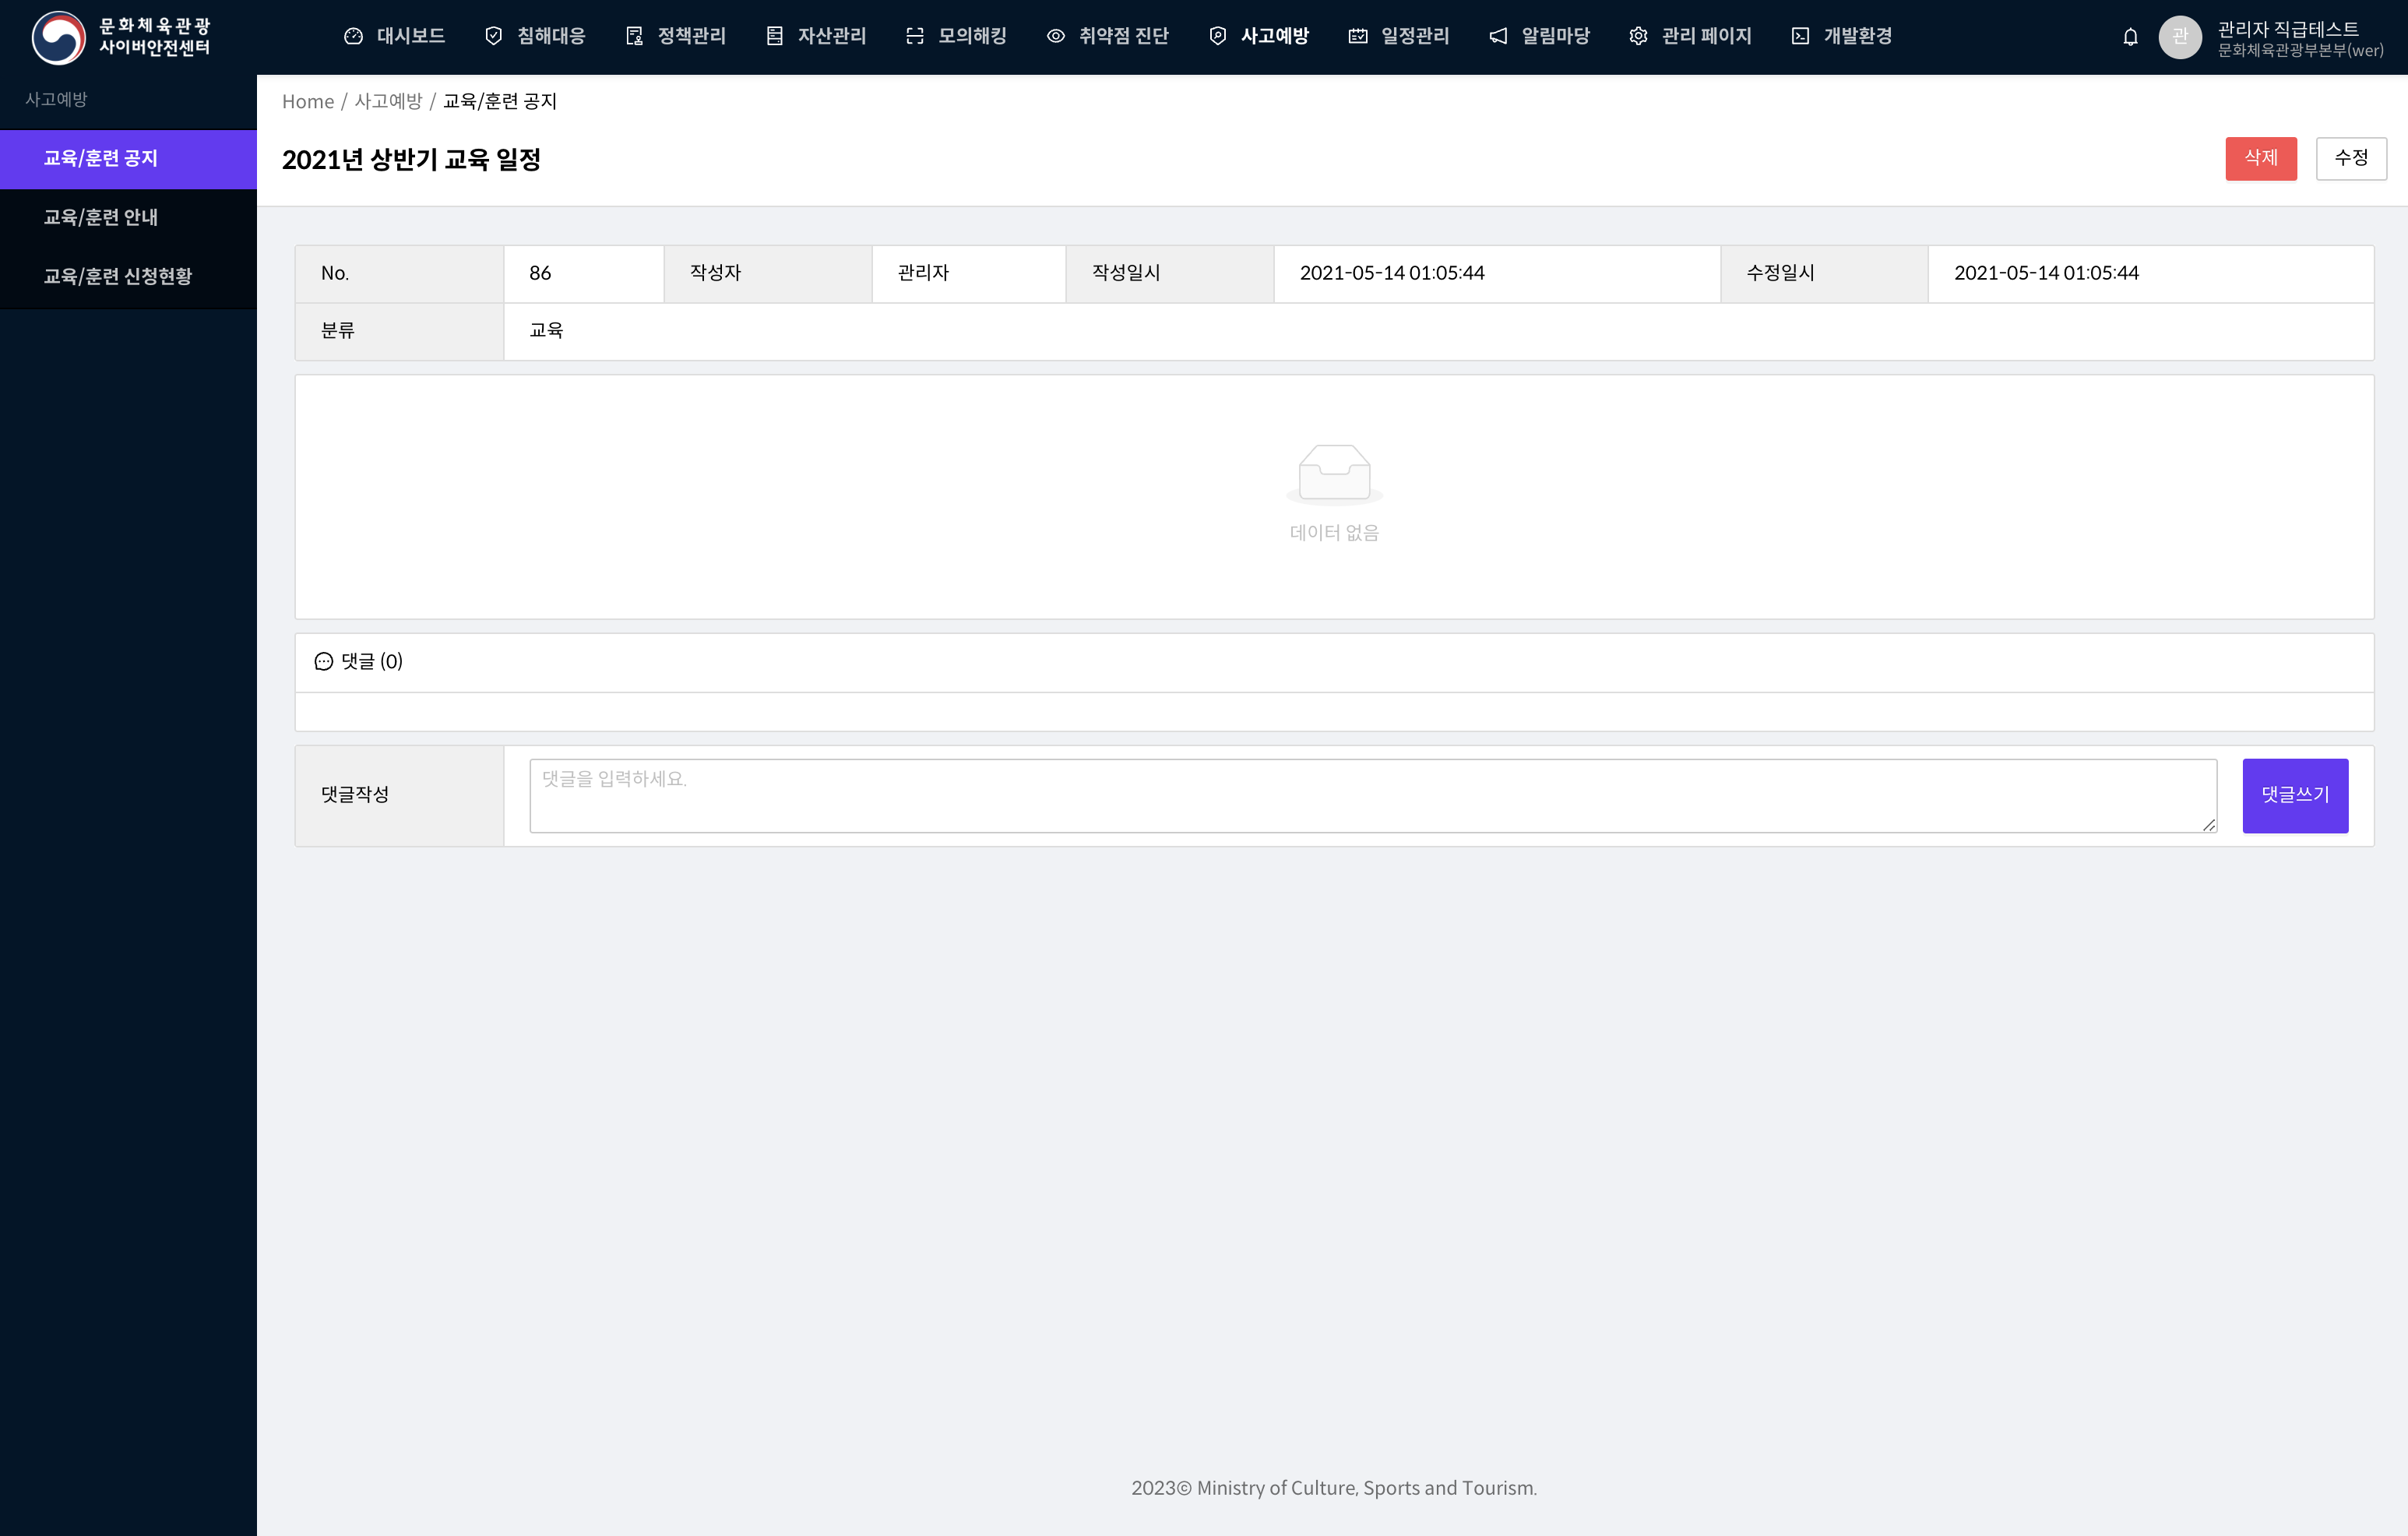 문화체육관광
사이버안전센터
대시보드
침해대응
정책관리
자산관리
모의해킹
취약점 진단
사고예방
일정관리
알림마당
관리 페이지
개발환경
관
관리자 직급테스트
문화체육관광부본부(wer)
사고예방
교육/훈련 공지
교육/훈련 안내
교육/훈련 신청현황
Home / 사고예방 / 교육/훈련 공지
2021년 상반기 교육 일정
삭제
수정
No. 86 작성자 관리자 작성일시 2021-05-14 01:05:44 수정일시 2021-05-14 01:05:44
분류 교육
데이터 없음
댓글 (0)
댓글작성
댓글을 입력하세요.
댓글쓰기
2023© Ministry of Culture, Sports and Tourism.